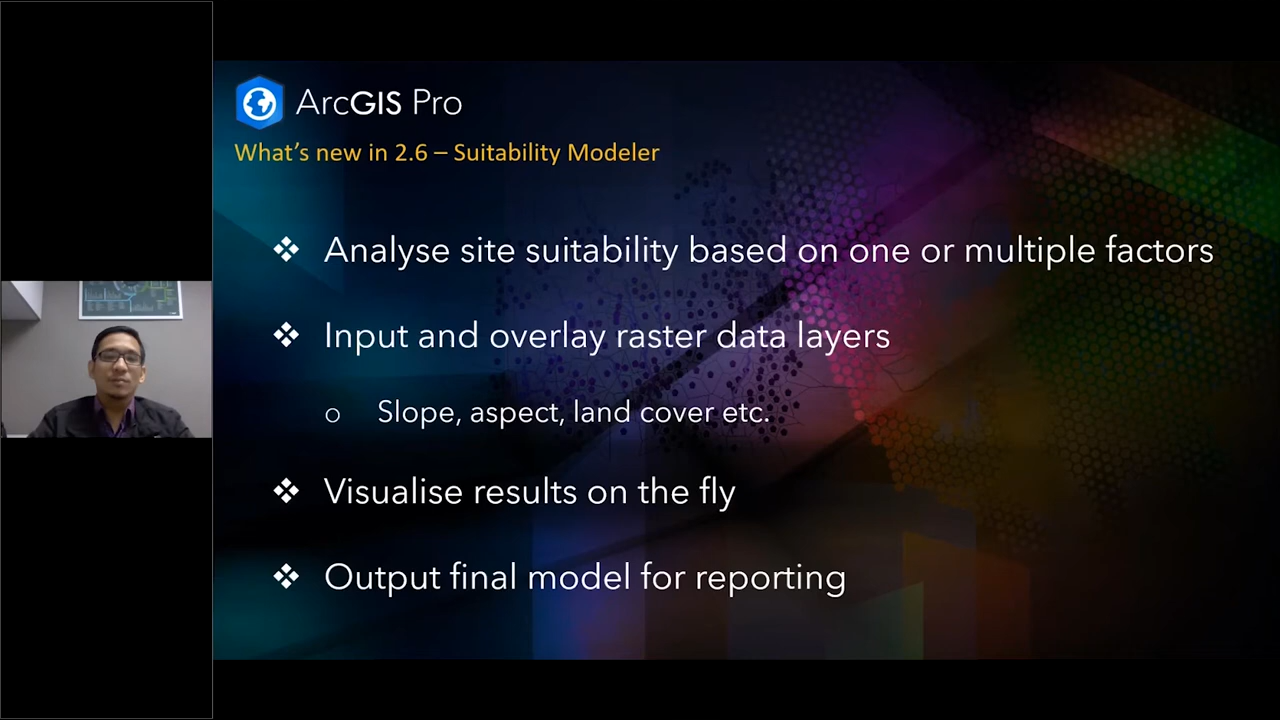 ArcGIS Pro
What's new in 2.6 – Suitability Modeler
❖ Analyse site suitability based on one or multiple factors
❖ Input and overlay raster data layers
o Slope, aspect, land cover etc.
❖ Visualise results on the fly
❖ Output final model for reporting